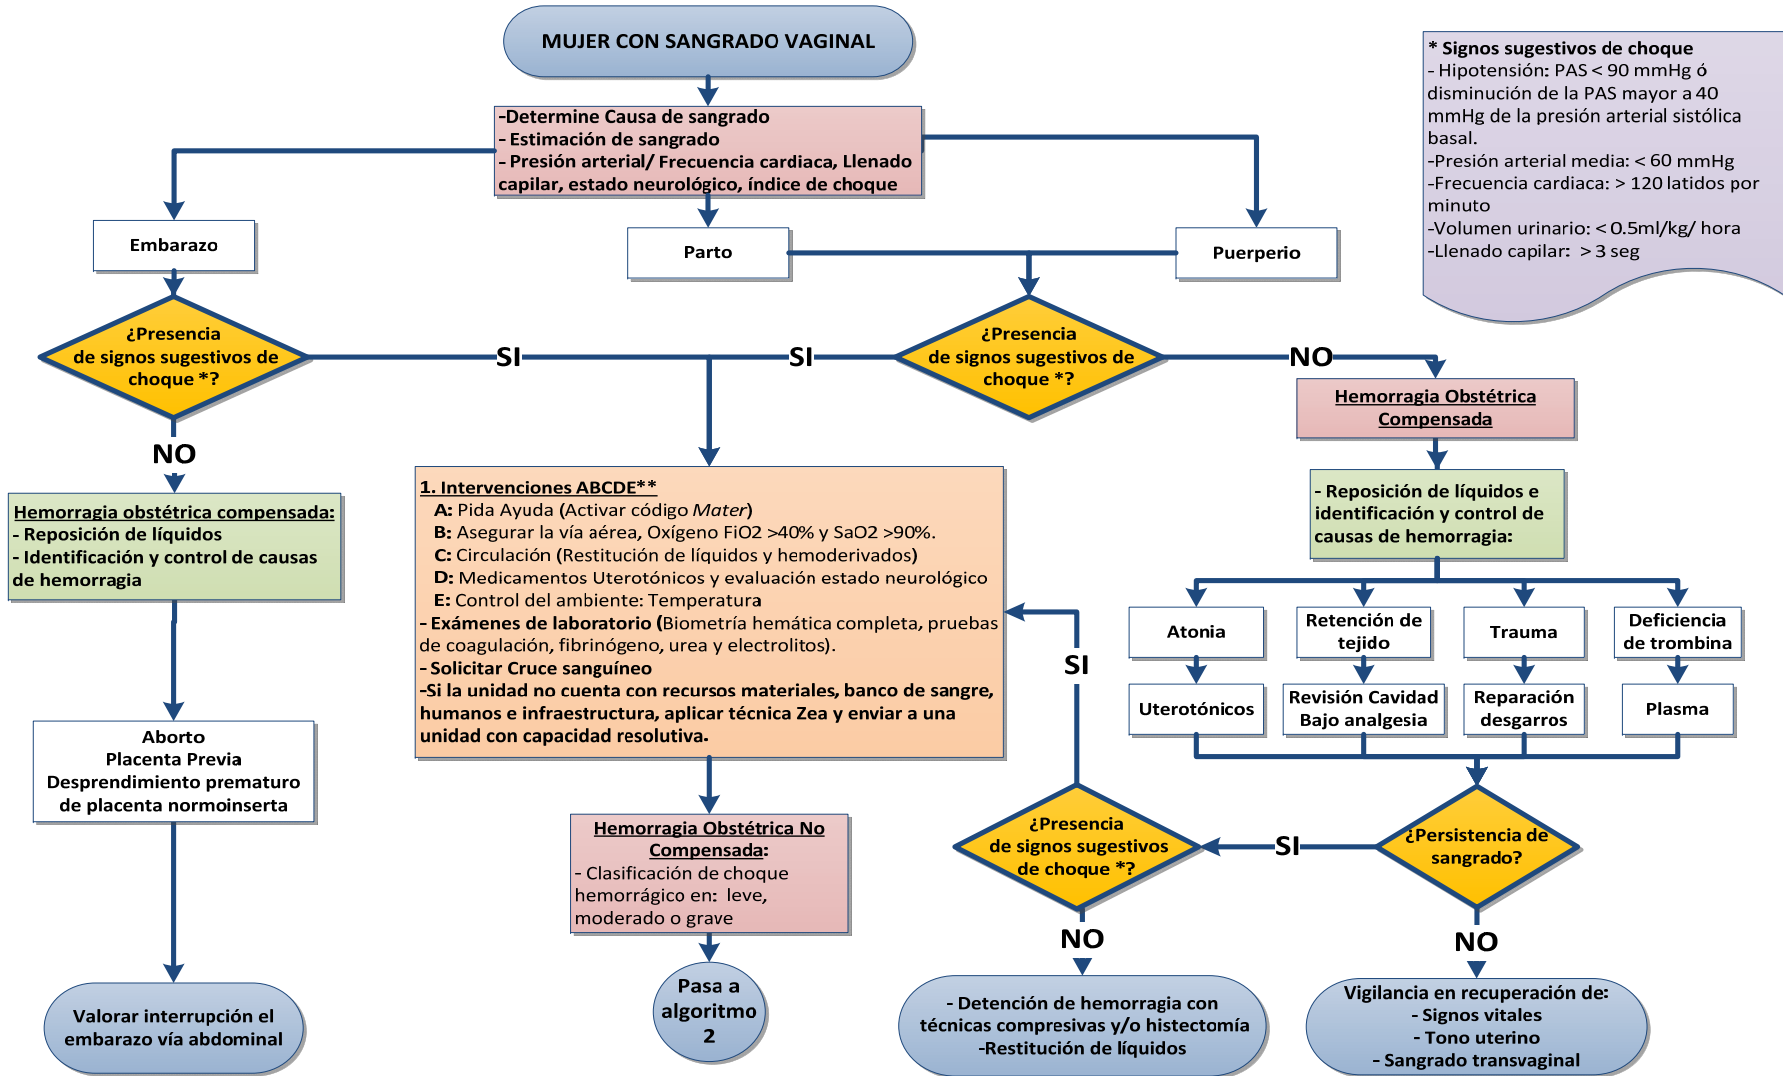 MUJER CON SANGRADO VAGINAL
* Signos sugestivos de choque
- Hipotensión: PAS < 90 mmHg ó
disminución de la PAS mayor a 40
mmHg de la presión arterial sistólica
basal.
-Presión arterial media: < 60 mmHg
-Frecuencia cardiaca: > 120 latidos por
minuto
-Volumen urinario: < 0.5ml/kg/ hora
-Llenado capilar: > 3 seg
-Determine Causa de sangrado
- Estimación de sangrado
- Presión arterial/ Frecuencia cardiaca, Llenado
capilar, estado neurológico, índice de choque
Embarazo
Parto
Puerperio
¿Presencia
de signos sugestivos de
choque *?
SI
SI
¿Presencia
de signos sugestivos de
choque *?
NO
Hemorragia Obstétrica
Compensada
NO
Hemorragia obstétrica compensada:
- Reposición de líquidos
- Identificación y control de causas
de hemorragia
1. Intervenciones ABCDE**
A: Pida Ayuda (Activar código Mater)
B: Asegurar la vía aérea, Oxígeno FiO2 >40% y SaO2 >90%.
C: Circulación (Restitución de líquidos y hemoderivados)
D: Medicamentos Uterotónicos y evaluación estado neurológico
E: Control del ambiente: Temperatura
- Exámenes de laboratorio (Biometría hemática completa, pruebas
de coagulación, fibrinógeno, urea y electrolitos).
- Solicitar Cruce sanguíneo
-Si la unidad no cuenta con recursos materiales, banco de sangre,
humanos e infraestructura, aplicar técnica Zea y enviar a una
unidad con capacidad resolutiva.
- Reposición de líquidos e
identificación y control de
causas de hemorragia:
Atonia
Retención de
tejido
Trauma
Deficiencia
de trombina
SI
Uterotónicos
Revisión Cavidad
Bajo analgesia
Reparación
desgarros
Plasma
Aborto
Placenta Previa
Desprendimiento prematuro
de placenta normoinserta
Hemorragia Obstétrica No
Compensada:
- Clasificación de choque
hemorrágico en: leve,
moderado o grave
¿Presencia
de signos sugestivos
de choque *?
SI
¿Persistencia de
sangrado?
NO
NO
Valorar interrupción el
embarazo vía abdominal
Pasa a
algoritmo
2
- Detención de hemorragia con
técnicas compresivas y/o histectomía
-Restitución de líquidos
Vigilancia en recuperación de:
- Signos vitales
- Tono uterino
- Sangrado transvaginal